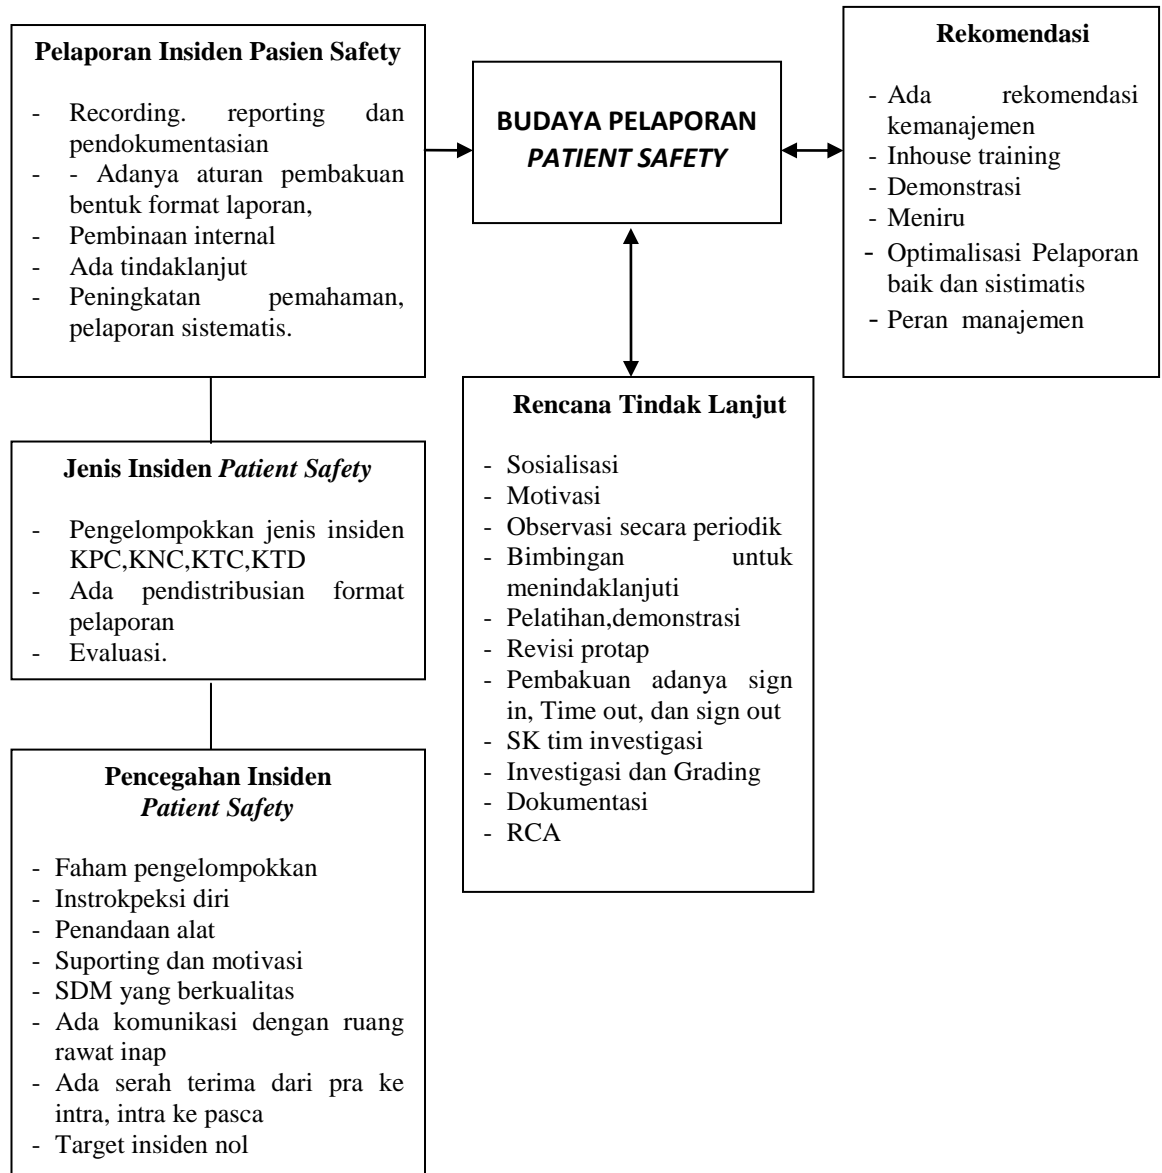 Pelaporan Insiden Pasien Safety
- Recording. reporting dan
pendokumentasian
- - Adanya aturan pembakuan
bentuk format laporan,
- Pembinaan internal
- Ada tindaklanjut
- Peningkatan pemahaman,
pelaporan sistematis.
BUDAYA PELAPORAN
PATIENT SAFETY
Rekomendasi
- Ada rekomendasi
kemanajemen
- Inhouse training
- Demonstrasi
- Meniru
- Optimalisasi Pelaporan
baik dan sistimatis
- Peran manajemen
Jenis Insiden Patient Safety
- Pengelompokkan jenis insiden
KPC,KNC,KTC,KTD
- Ada pendistribusian format
pelaporan
- Evaluasi.
Rencana Tindak Lanjut
- Sosialisasi
- Motivasi
- Observasi secara periodik
- Bimbingan untuk
menindaklanjuti
- Pelatihan,demonstrasi
- Revisi protap
- Pembakuan adanya sign
in, Time out, dan sign out
- SK tim investigasi
- Investigasi dan Grading
- Dokumentasi
- RCA
Pencegahan Insiden
Patient Safety
- Faham pengelompokkan
- Instrokpeksi diri
- Penandaan alat
- Suporting dan motivasi
- SDM yang berkualitas
- Ada komunikasi dengan ruang
rawat inap
- Ada serah terima dari pra ke
intra, intra ke pasca
- Target insiden nol